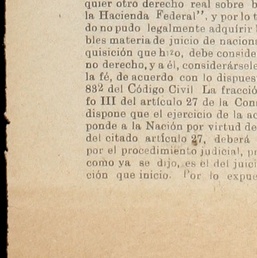 quier otro derecho real sobre b
la Hacienda Federal". y por lo t
do no pudo legalmente adquirir l
bles materia de juicio de nacion
quisición que hizo, debe conside
no derecho, y a él, considerársele
la fé, de acuerdo con lo dispues
832 del Código Civil La fracció
fo III del artículo 27 de la Cons
dispone que el ejercicio de la ac
ponde a la Nación por virtud de
del citado artículo 27, deberá
por el procedimiento judicial, pr
como ya se dijo, es el del juici
ción que inicio. Por lo expue